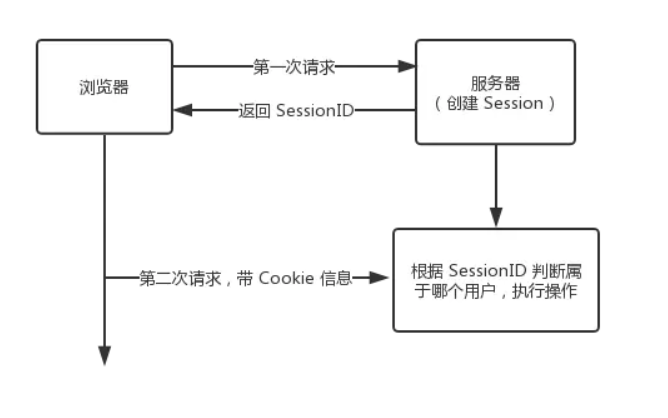 浏览器
第一次请求
服务器
（ 创建 Session ）
返回 SessionID
第二次请求，带 Cookie 信息
根据 SessionID 判断属
于哪个用户，执行操作